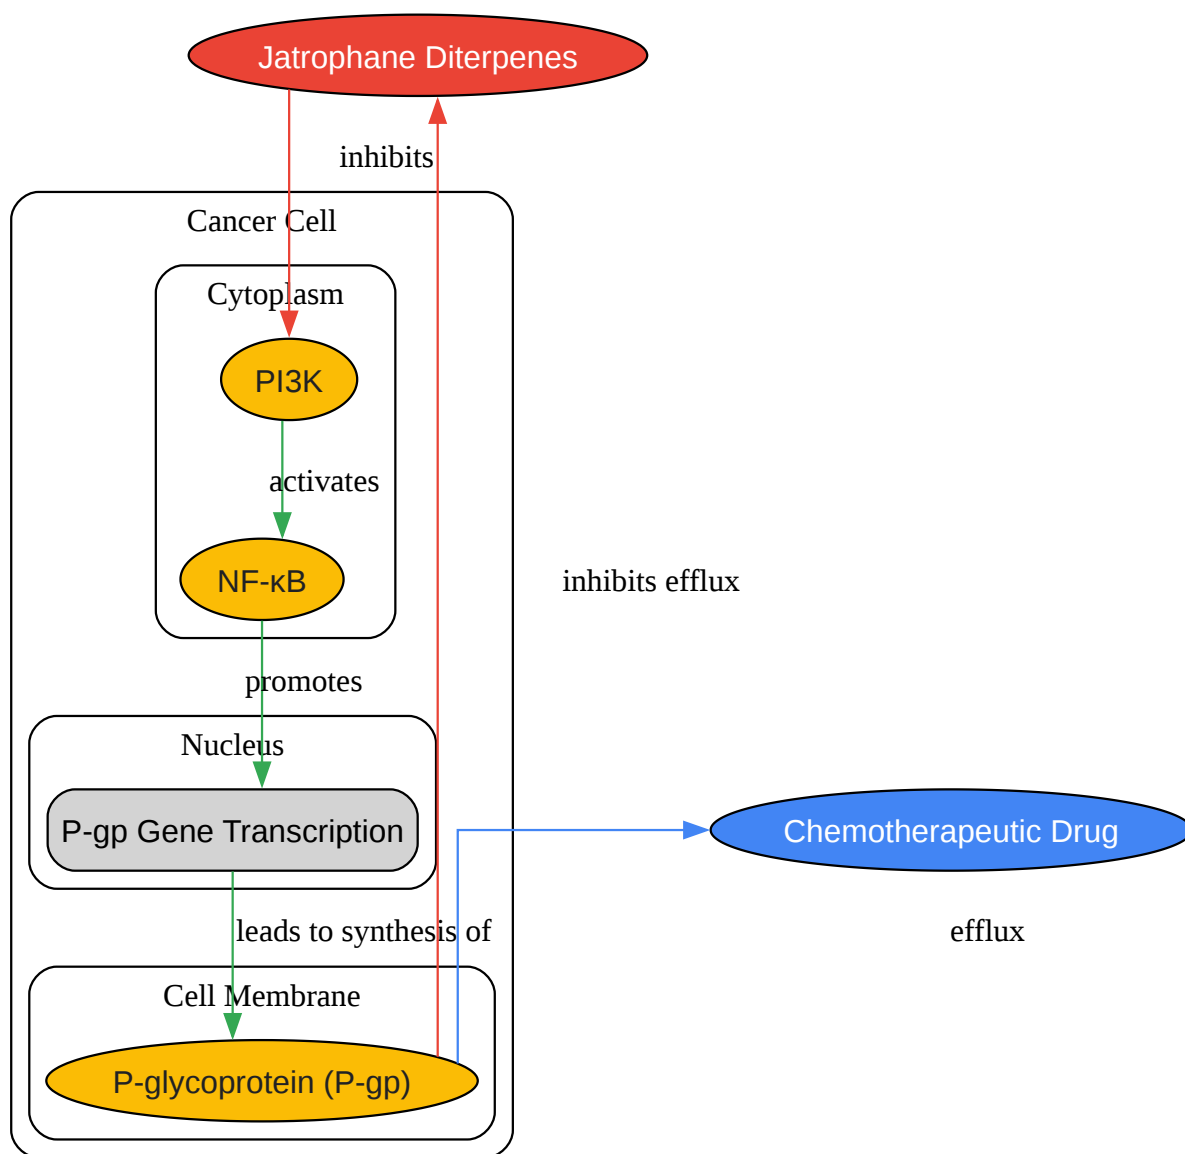 Jatrophane Diterpenes
inhibits
Cancer Cell
Cytoplasm
PI3K
activates
NF-κB
inhibits efflux
promotes
Nucleus
P-gp Gene Transcription
Chemotherapeutic Drug
leads to synthesis of
efflux
Cell Membrane
P-glycoprotein (P-gp)